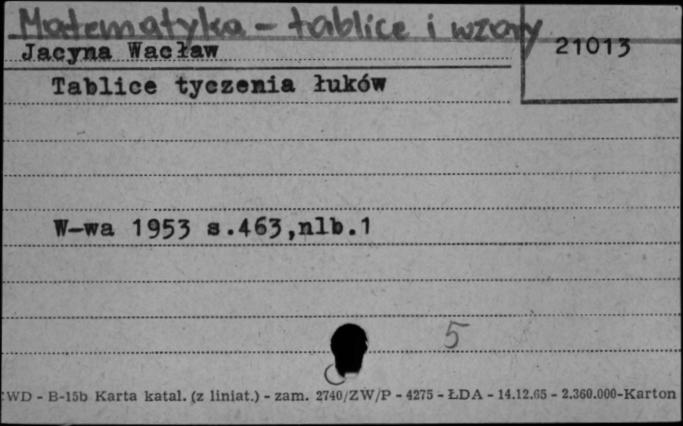 Matematyka - tablice i wzory
Jacyna Wacław
21013
Tablice tyczenia łuków
W-wa 1953 s.463,nlb.1
5
WD - B-15b Karta katal. (z liniat.) - zam. 2740/ZW/P - 4275 - ŁDA - 14.12.65 - 2.360.000-Karton